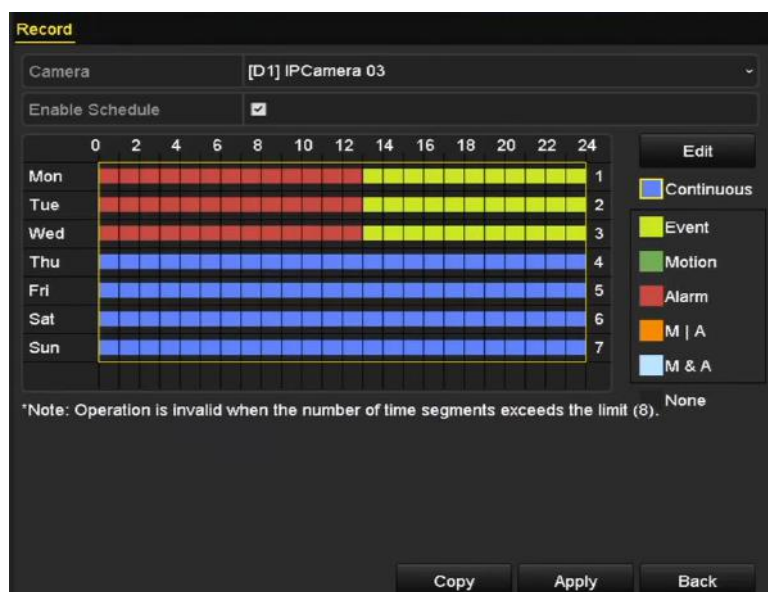 Record
Camera [D1] IPCamera 03
Enable Schedule
0 2 4 6 8 10 12 14 16 18 20 22 24
Edit
Mon 1
Continuous
Tue 2
Wed 3
Event
Thu 4
Motion
Fri 5
Alarm
Sat 6
M | A
Sun 7
M & A
None
*Note: Operation is invalid when the number of time segments exceeds the limit (8).
Copy Apply Back